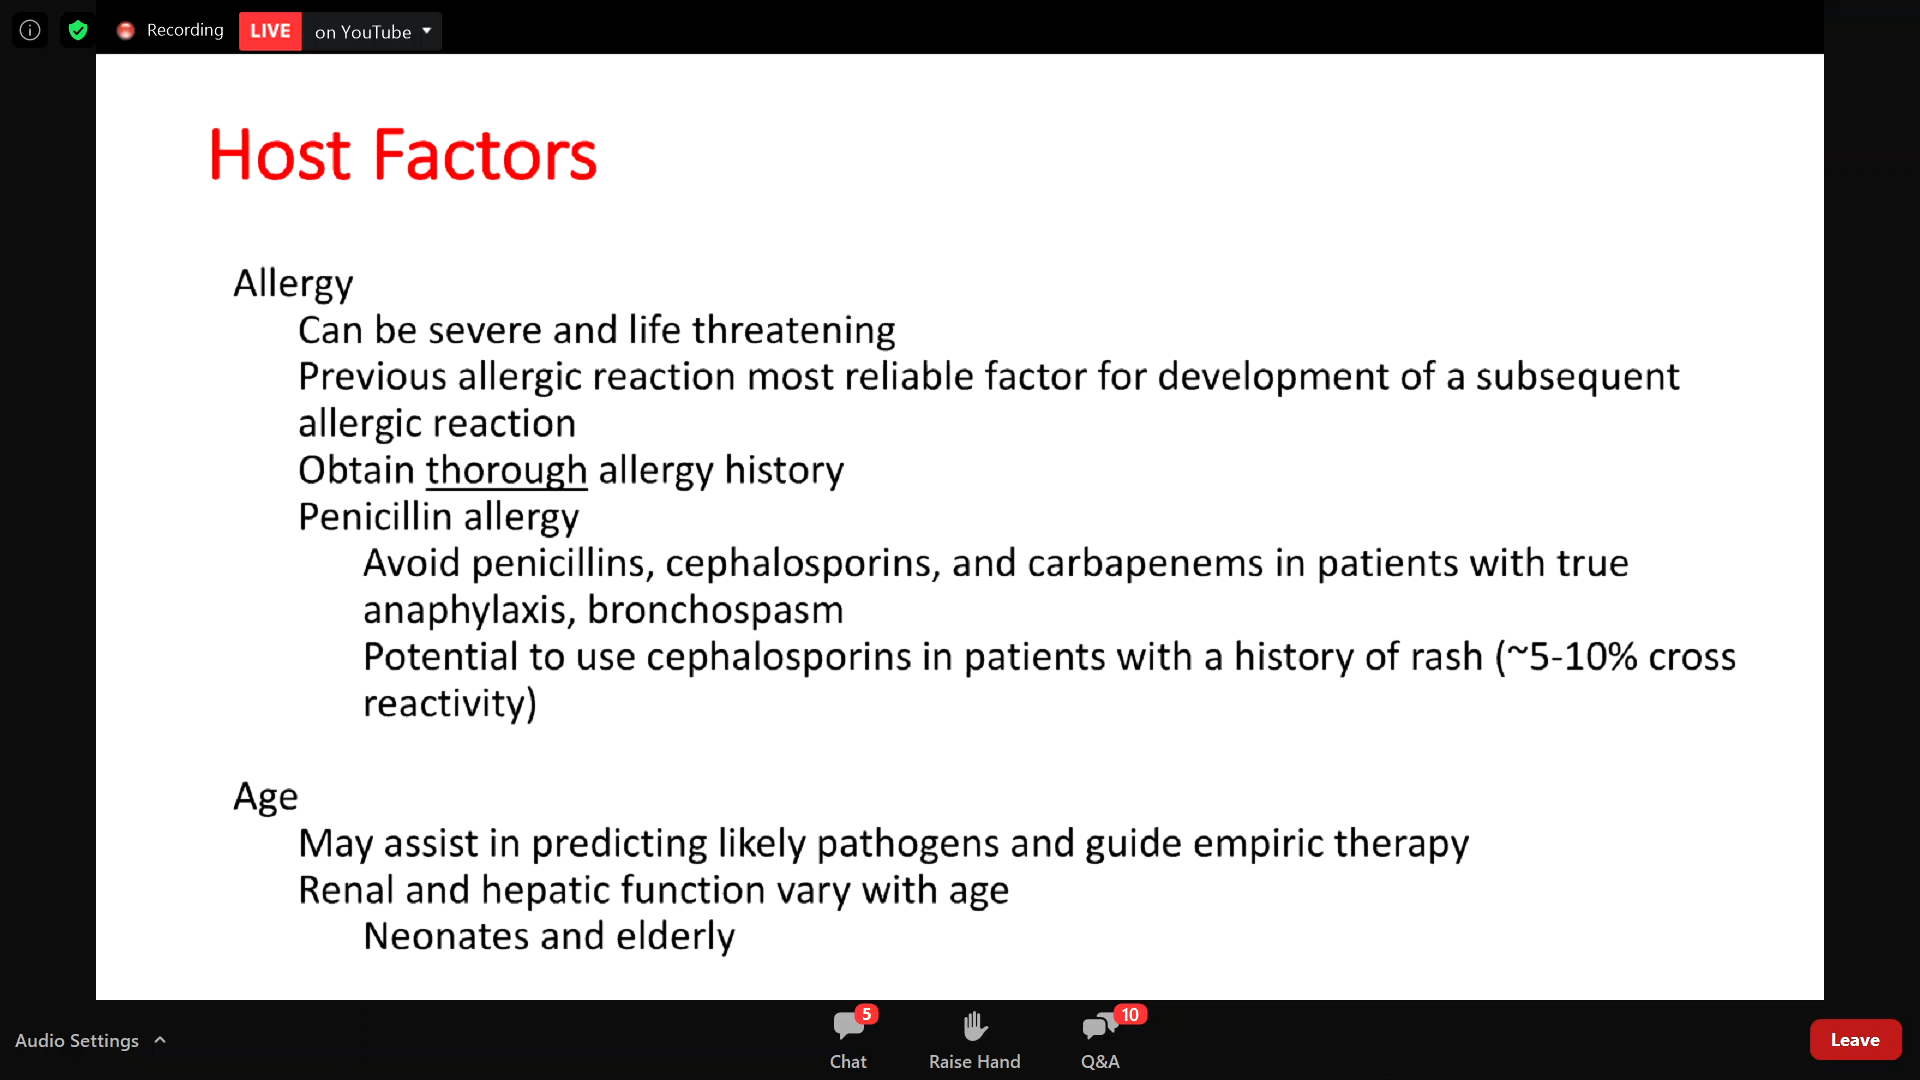 Recording
LIVE on YouTube
Host Factors
Allergy
Can be severe and life threatening
Previous allergic reaction most reliable factor for development of a subsequent
allergic reaction
Obtain thorough allergy history
Penicillin allergy
Avoid penicillins, cephalosporins, and carbapenems in patients with true
anaphylaxis, bronchospasm
Potential to use cephalosporins in patients with a history of rash (~5-10% cross
reactivity)
Age
May assist in predicting likely pathogens and guide empiric therapy
Renal and hepatic function vary with age
Neonates and elderly
Audio Settings
5
Chat
Raise Hand
10
Q&A
Leave